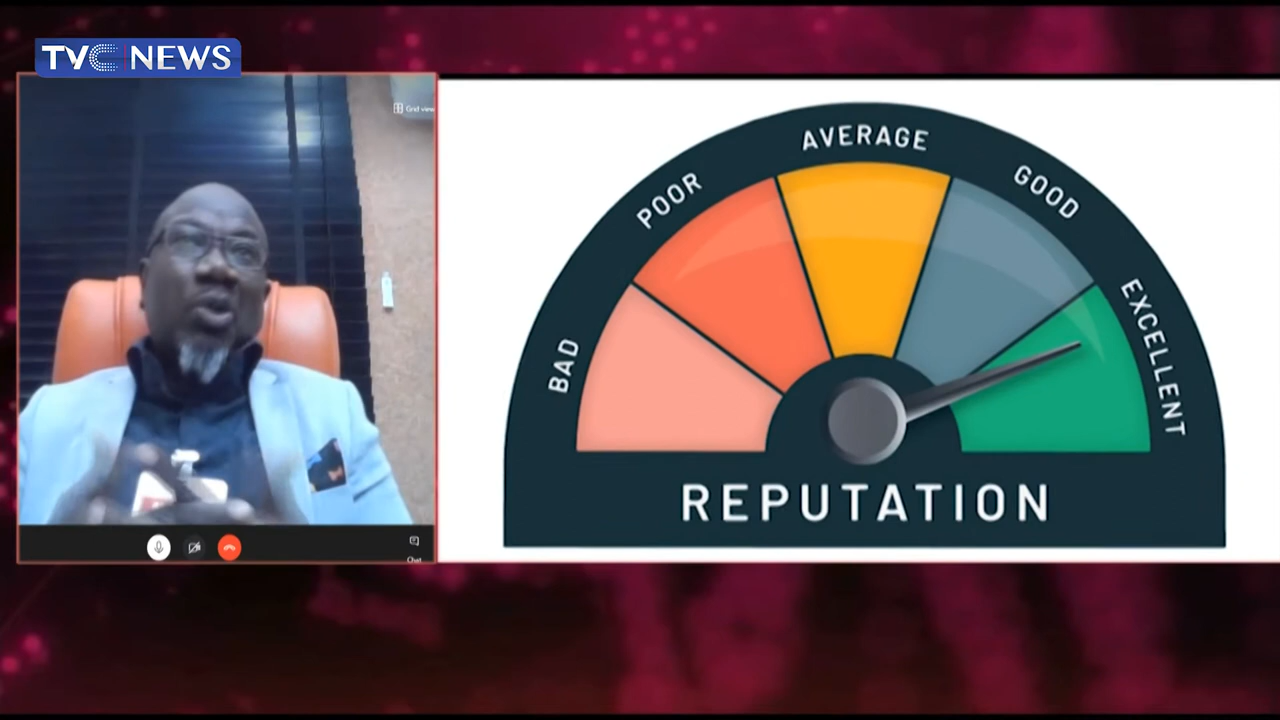 TVC NEWS
Grid view
Chat
BAD
POOR
AVERAGE
GOOD
EXCELLENT
REPUTATION